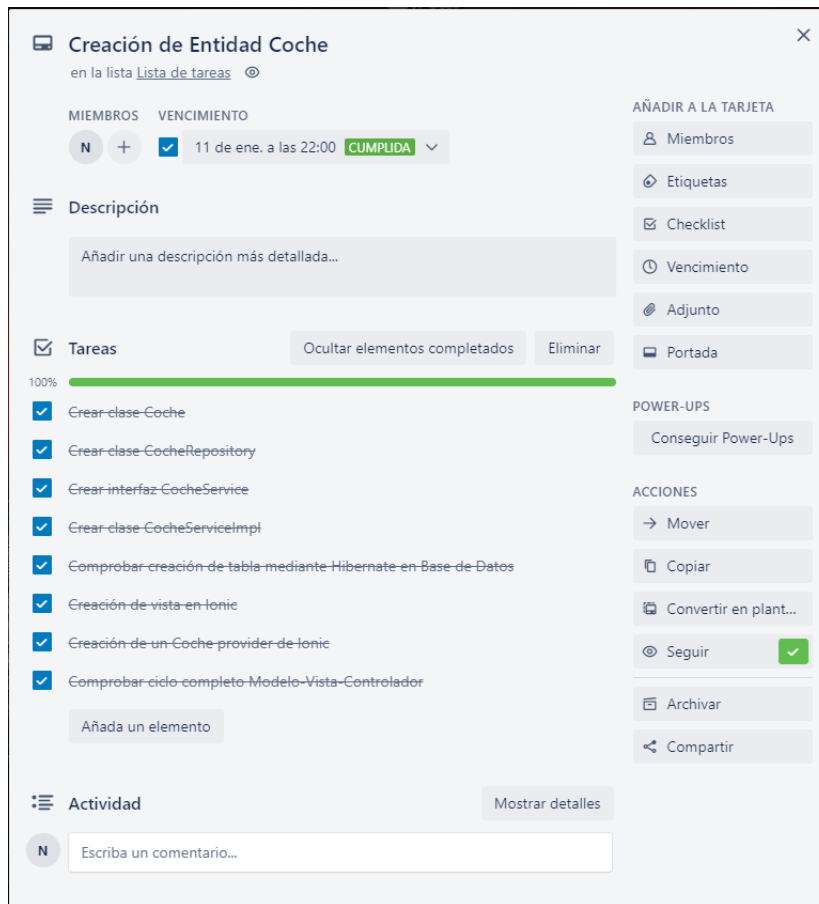 Creación de Entidad Coche
en la lista Lista de tareas
MIEMBROS VENCIMIENTO
N + 11 de ene. a las 22:00 CUMPLIDA
Descripción
Añadir una descripción más detallada...
Tareas Ocultar elementos completados Eliminar
100%
Crear clase Coche
Crear clase CocheRepository
Crear interfaz CocheService
Crear clase CocheServiceImpl
Comprobar creación de tabla mediante Hibernate en Base de Datos
Creación de vista en Ionic
Creación de un Coche provider de Ionic
Comprobar ciclo completo Modelo-Vista-Controlador
Añada un elemento
Actividad Mostrar detalles
N Escriba un comentario...
AÑADIR A LA TARJETA
Miembros
Etiquetas
Checklist
Vencimiento
Adjunto
Portada
POWER-UPS
Conseguir Power-Ups
ACCIONES
Mover
Copiar
Convertir en plant...
Seguir
Archivar
Compartir